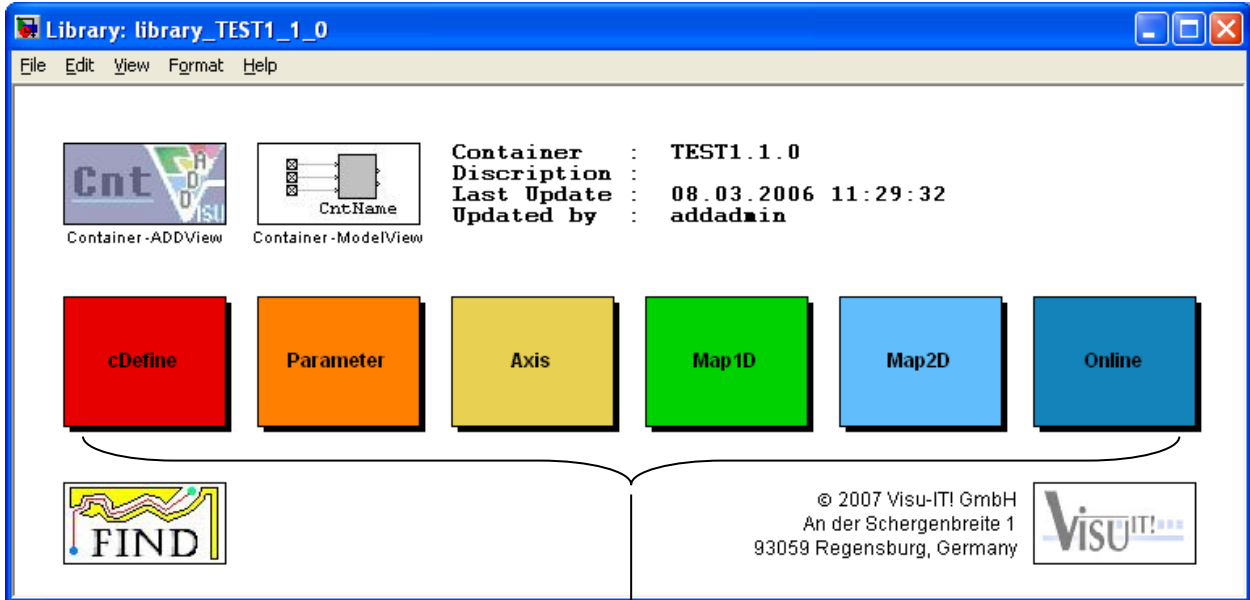 Library: library_TEST1_1_0
File Edit View Format Help
Cnt ADD Visu
CntName
Container-ADDView
Container-ModelView
Container : TEST1.1.0
Discription :
Last Update : 08.03.2006 11:29:32
Updated by : addadmin
cDefine
Parameter
Axis
Map1D
Map2D
Online
FIND
© 2007 Visu-IT! GmbH
An der Schergenbreite 1
93059 Regensburg, Germany
VISU IT!